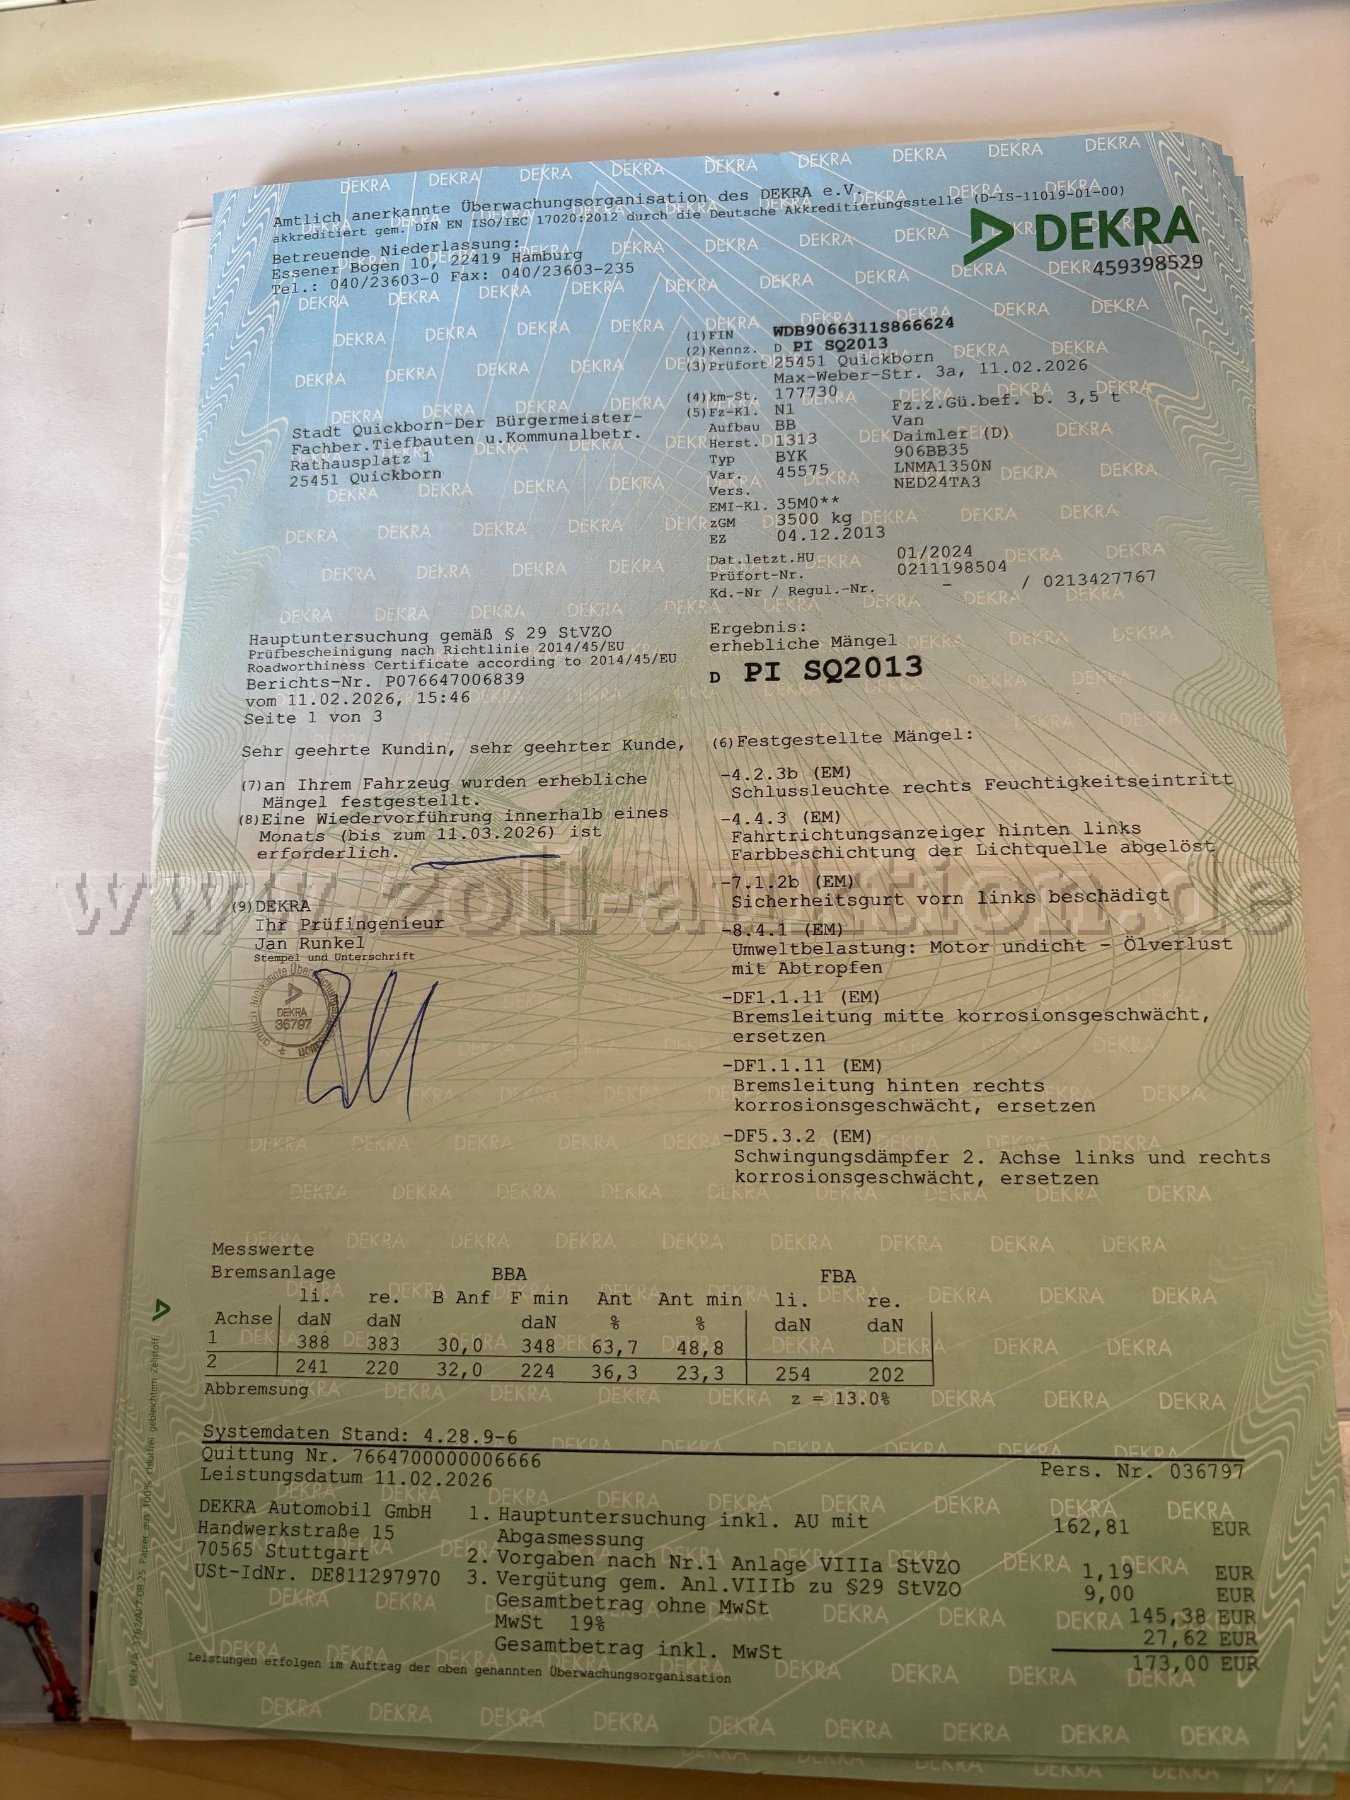 Amtlich anerkannte Überwachungsorganisation des DEKRA e.V.
akkreditiert gem. DIN EN ISO/IEC 17020:2012 durch die Deutsche Akkreditierungsstelle (D-IS-11019-01-00)
Betreuende Niederlassung:
Essener Bogen 10, 22419 Hamburg
Tel.: 040/23603-0 Fax: 040/23603-235
DEKRA
459398529
(1)FIN WDB9066311S866624
(2)Kennz. D PI SQ2013
(3)Prüfort 25451 Quickborn
Max-Weber-Str. 3a, 11.02.2026
(4)km-St. 177730
(5)Fz-Kl. N1 Fz.z.Gü.bef. b. 3,5 t
Aufbau BB Van
Herst. 1313 Daimler (D)
Typ BYK 906BB35
Var. 45575 LNMA1350N
Vers. NED24TA3
EMI-Kl. 35M0**
zGM 3500 kg
EZ 04.12.2013
Dat.letzt.HU 01/2024
Prüfort-Nr. 0211198504
Kd.-Nr / Regul.-Nr. - / 0213427767
Stadt Quickborn-Der Bürgermeister-
Fachber.Tiefbauten u.Kommunalbetr.
Rathausplatz 1
25451 Quickborn
Hauptuntersuchung gemäß § 29 StVZO
Prüfbescheinigung nach Richtlinie 2014/45/EU
Roadworthiness Certificate according to 2014/45/EU
Berichts-Nr. P076647006839
vom 11.02.2026, 15:46
Seite 1 von 3
Ergebnis:
erhebliche Mängel
D PI SQ2013
Sehr geehrte Kundin, sehr geehrter Kunde,
(7)an Ihrem Fahrzeug wurden erhebliche
Mängel festgestellt.
(8)Eine Wiedervorführung innerhalb eines
Monats (bis zum 11.03.2026) ist
erforderlich.
(9)DEKRA
Ihr Prüfingenieur
Jan Runkel
Stempel und Unterschrift
DEKRA
36797
(6)Festgestellte Mängel:
-4.2.3b (EM)
Schlussleuchte rechts Feuchtigkeitseintritt
-4.4.3 (EM)
Fahrtrichtungsanzeiger hinten links
Farbbeschichtung der Lichtquelle abgelöst
-7.1.2b (EM)
Sicherheitsgurt vorn links beschädigt
-8.4.1 (EM)
Umweltbelastung: Motor undicht - Ölverlust
mit Abtropfen
-DF1.1.11 (EM)
Bremsleitung mitte korrosionsgeschwächt,
ersetzen
-DF1.1.11 (EM)
Bremsleitung hinten rechts
korrosionsgeschwächt, ersetzen
-DF5.3.2 (EM)
Schwingungsdämpfer 2. Achse links und rechts
korrosionsgeschwächt, ersetzen
www.zoll-auktion.de
Messwerte
Bremsanlage BBA FBA
li. re. B Anf F min Ant Ant min li. re.
Achse daN daN daN % % daN daN
1 388 383 30,0 348 63,7 48,8
2 241 220 32,0 224 36,3 23,3 254 202
Abbremsung z = 13.0%
Systemdaten Stand: 4.28.9-6
Quittung Nr. 7664700000006666 Pers. Nr. 036797
Leistungsdatum 11.02.2026
DEKRA Automobil GmbH
Handwerkstraße 15
70565 Stuttgart
USt-IdNr. DE811297970
1. Hauptuntersuchung inkl. AU mit
Abgasmessung 162,81 EUR
2. Vorgaben nach Nr.1 Anlage VIIIa StVZO 1,19 EUR
3. Vergütung gem. Anl.VIIIb zu §29 StVZO 9,00 EUR
Gesamtbetrag ohne MwSt 145,38 EUR
MwSt 19% 27,62 EUR
Gesamtbetrag inkl. MwSt 173,00 EUR
Leistungen erfolgen im Auftrag der oben genannten Überwachungsorganisation